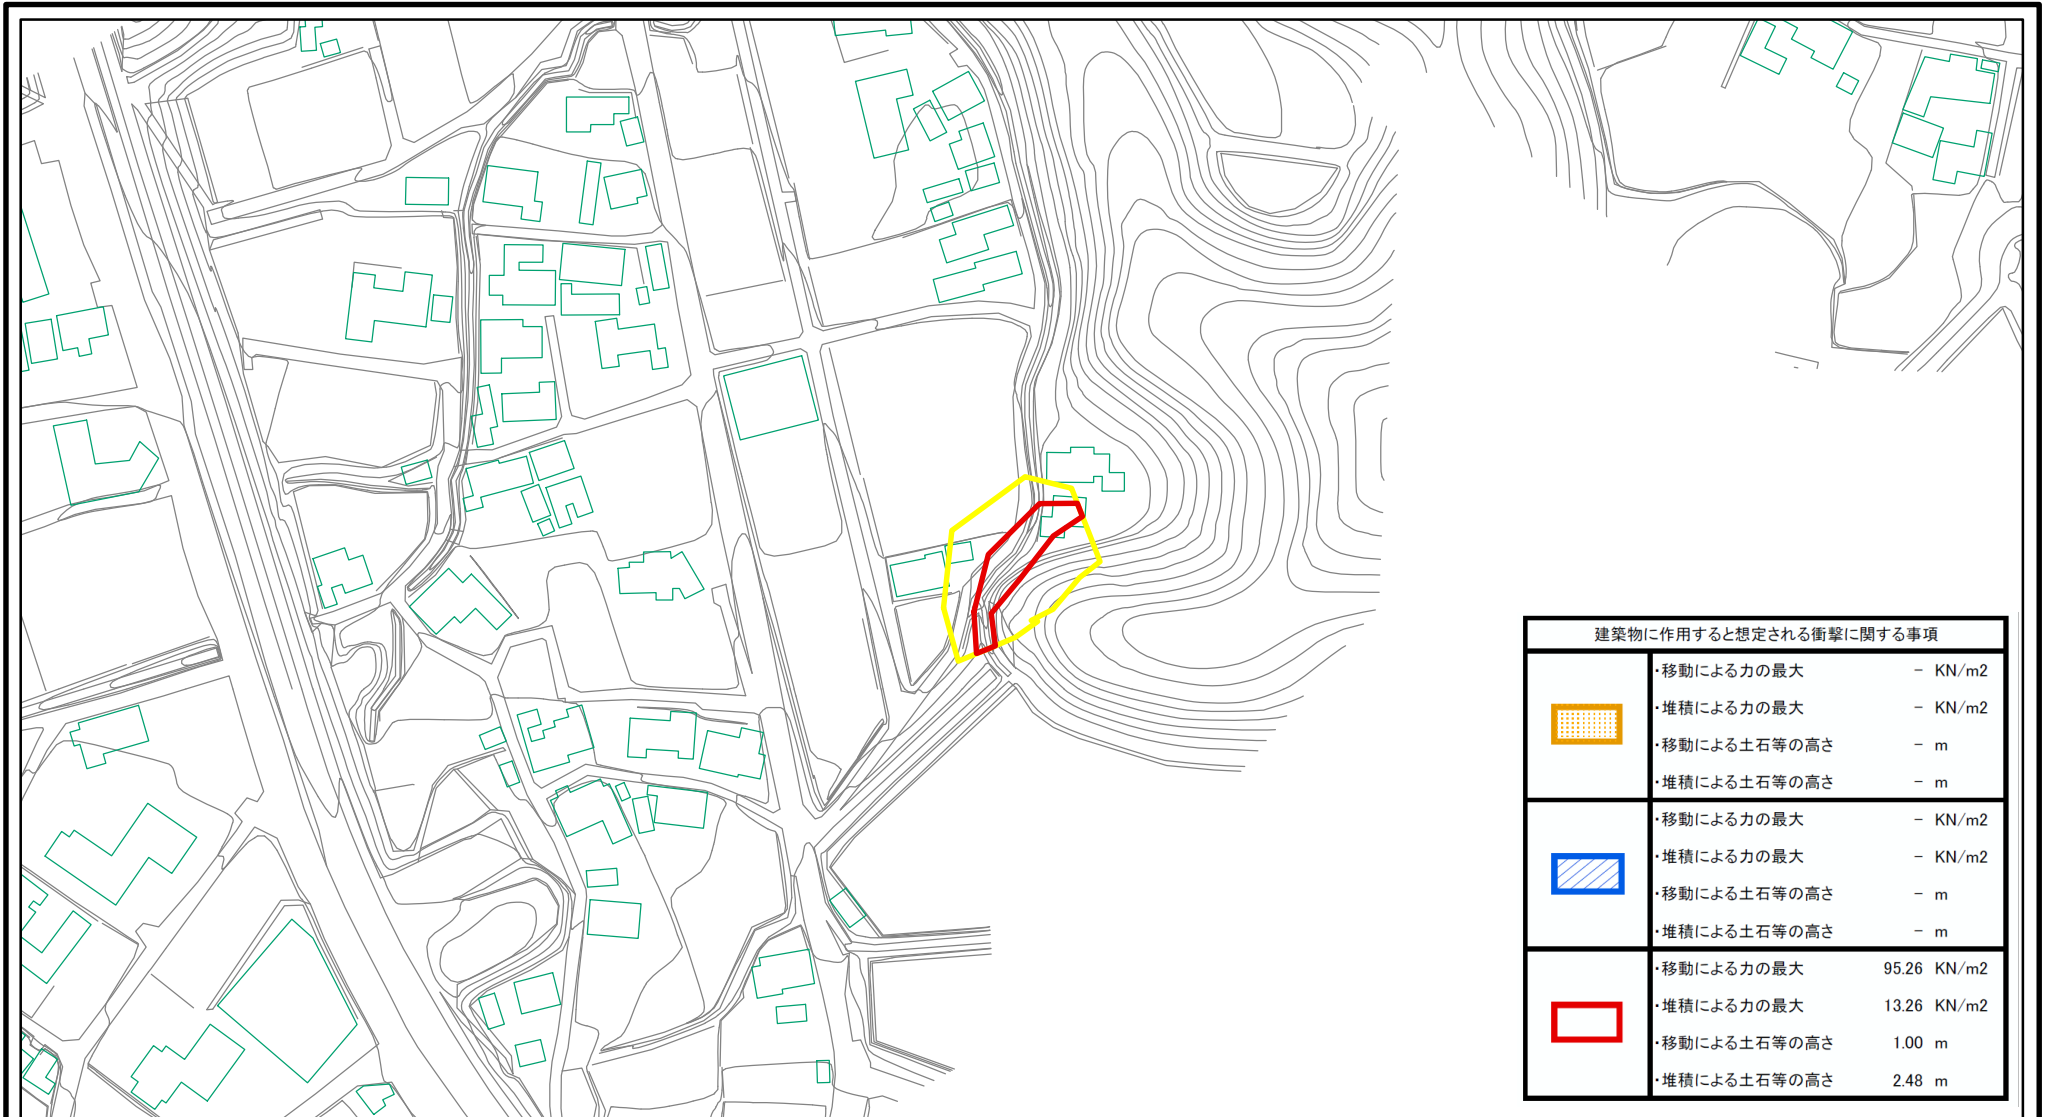 建築物に作用すると想定される衝撃に関する事項
・移動による力の最大 － KN/m2
・堆積による力の最大 － KN/m2
・移動による土石等の高さ － m
・堆積による土石等の高さ － m
・移動による力の最大 － KN/m2
・堆積による力の最大 － KN/m2
・移動による土石等の高さ － m
・堆積による土石等の高さ － m
・移動による力の最大 95.26 KN/m2
・堆積による力の最大 13.26 KN/m2
・移動による土石等の高さ 1.00 m
・堆積による土石等の高さ 2.48 m